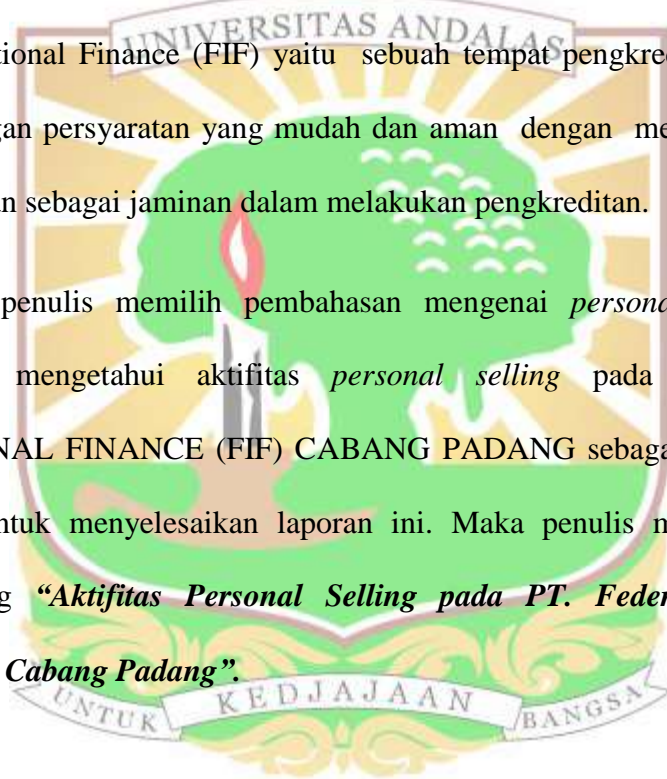 UNIVERSITAS ANDALAS
tional Finance (FIF) yaitu sebuah tempat pengkre
gan persyaratan yang mudah dan aman dengan me
an sebagai jaminan dalam melakukan pengkreditan.
penulis memilih pembahasan mengenai persona
mengetahui aktifitas personal selling pada
NAL FINANCE (FIF) CABANG PADANG sebaga
ntuk menyelesaikan laporan ini. Maka penulis m
g “Aktifitas Personal Selling pada PT. Feder
Cabang Padang”.
UNTUK KEDJAJAAN BANGSA